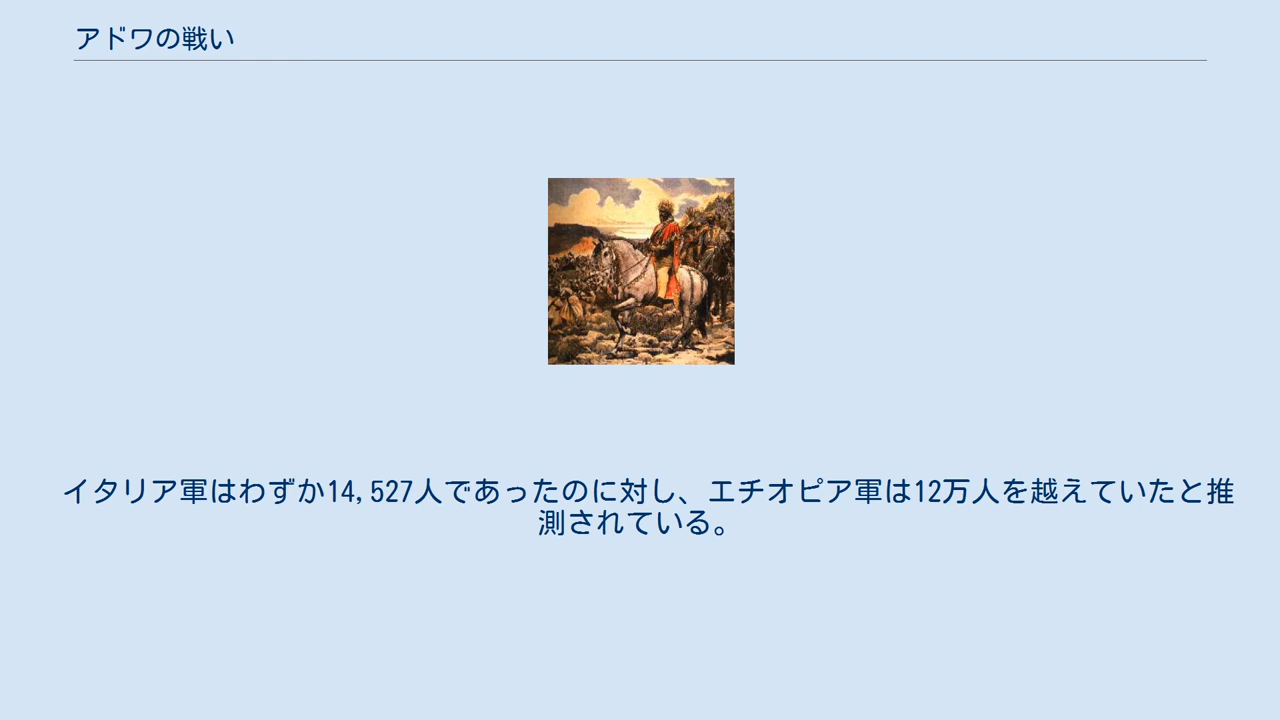 アドワの戦い
イタリア軍はわずか14,527人であったのに対し、エチオピア軍は12万人を越えていたと推
測されている。